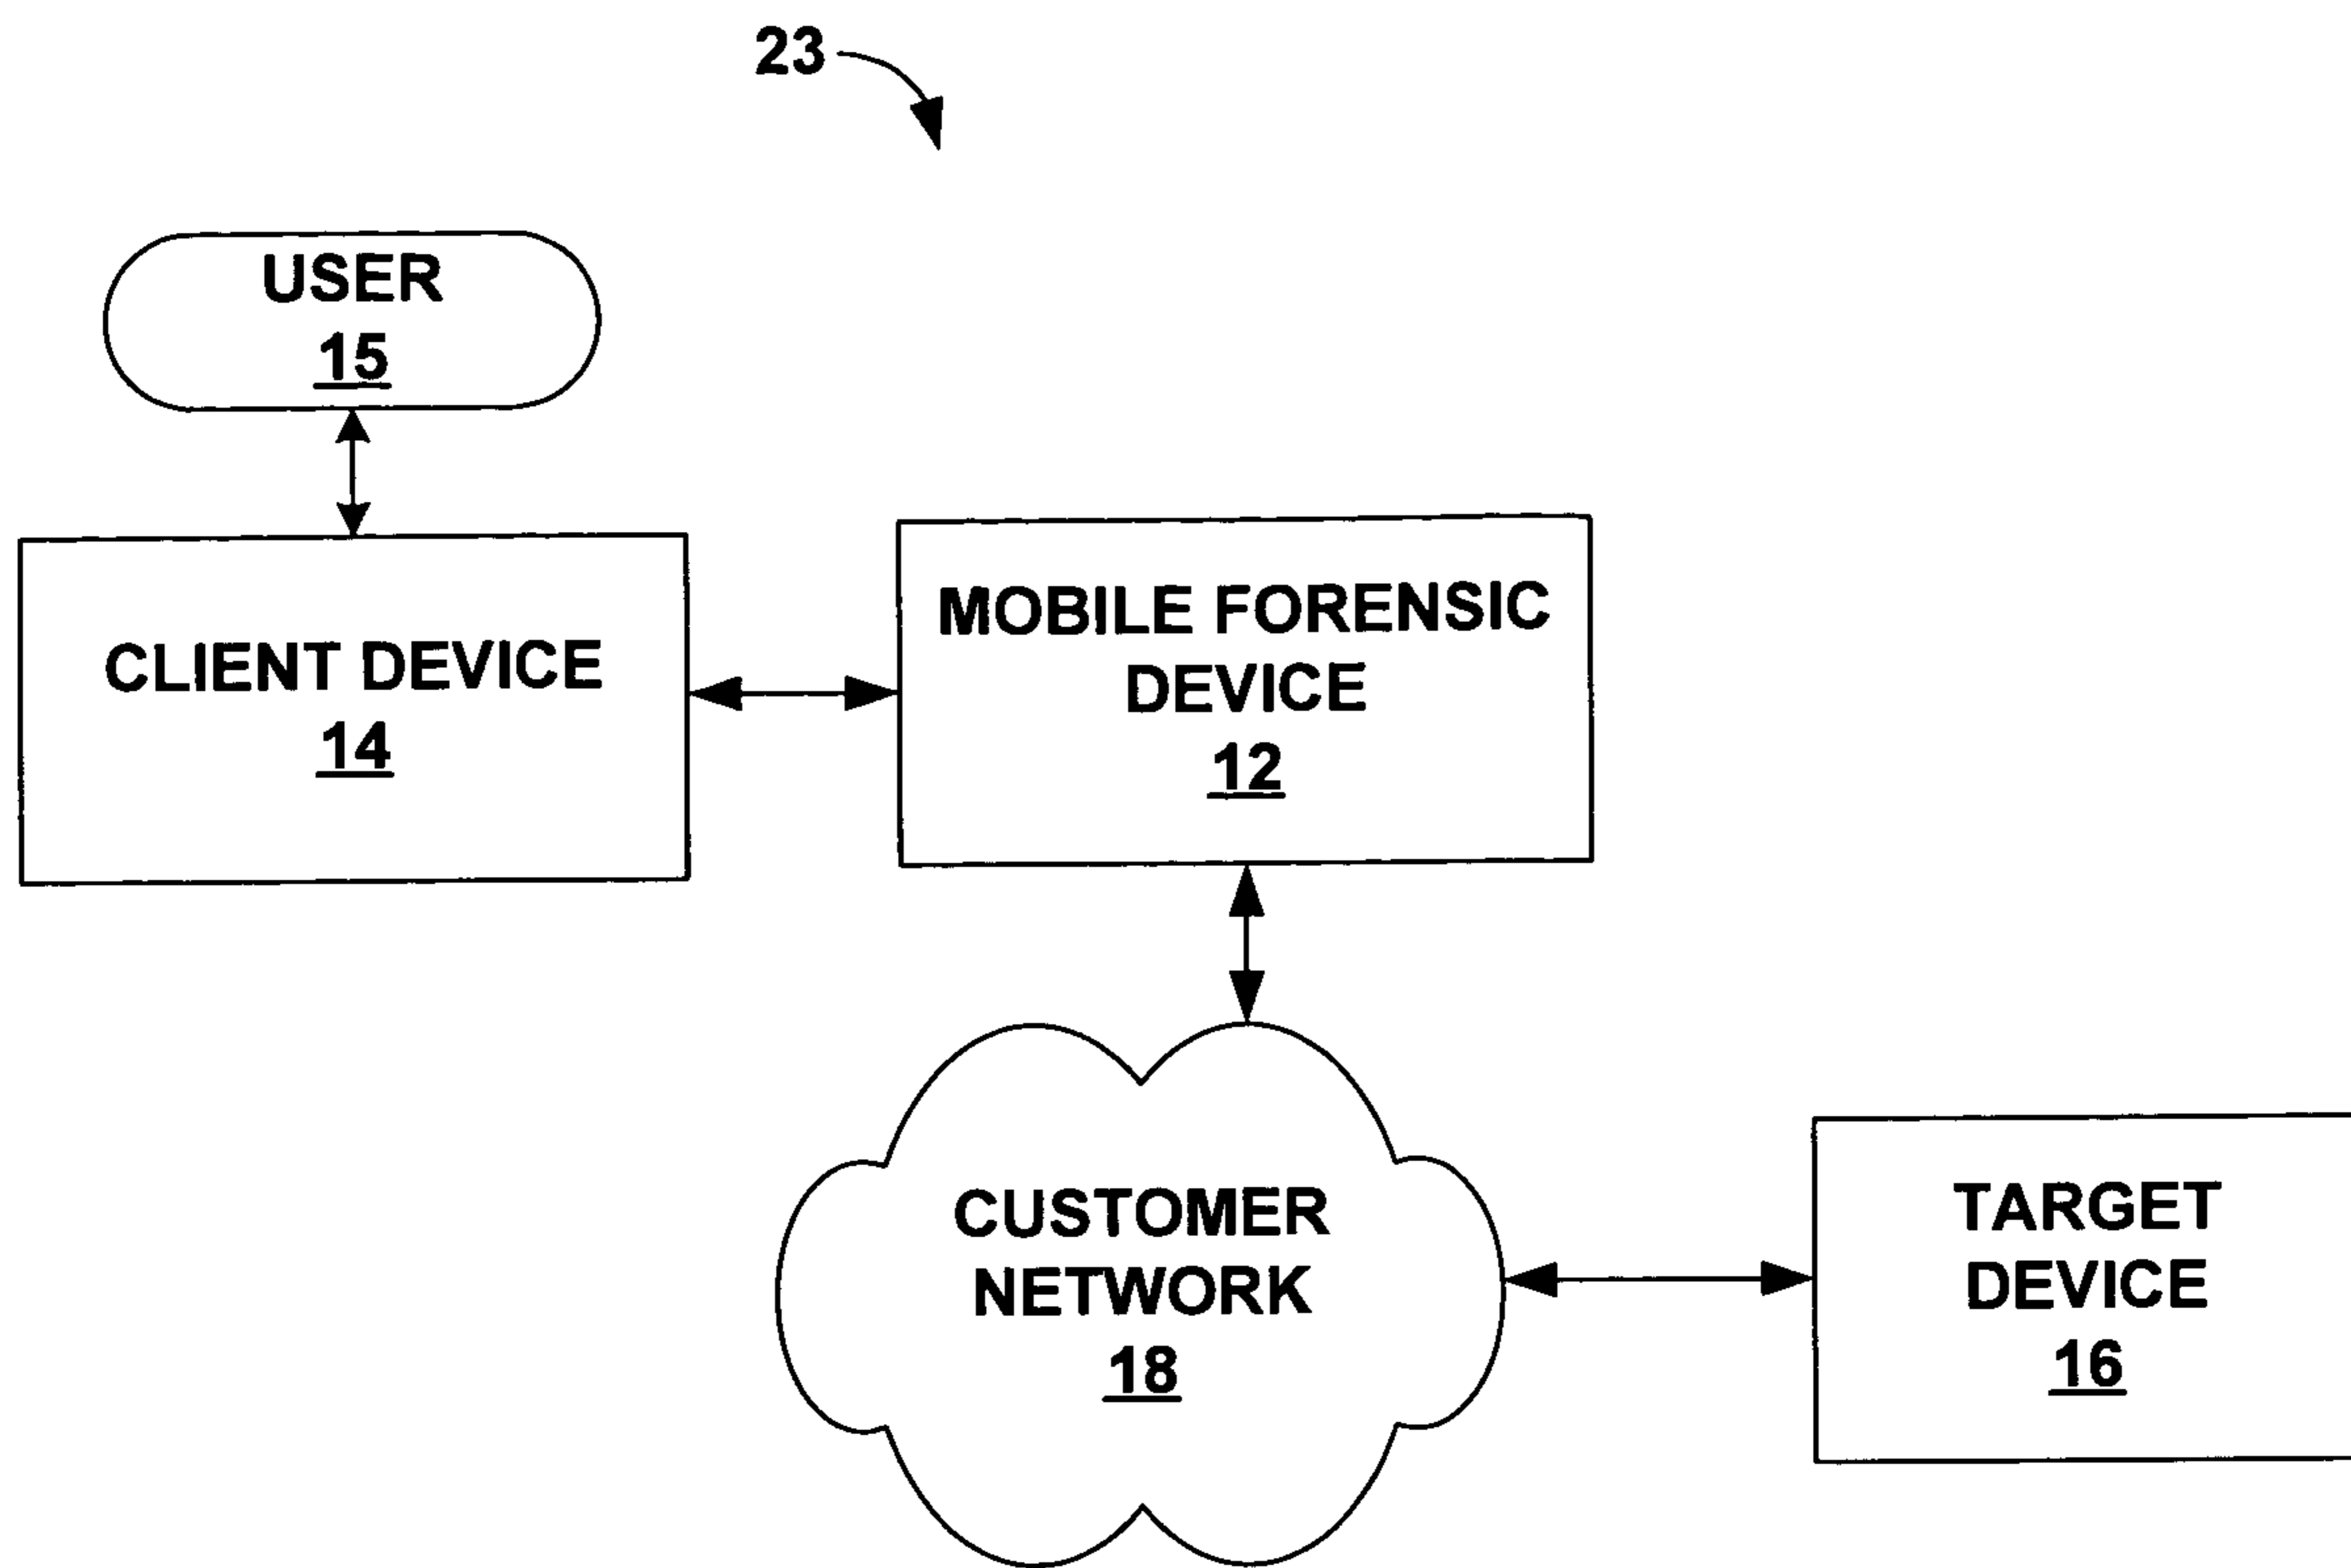 23
USER
15
CLIENT DEVICE
14
MOBILE FORENSIC
DEVICE
12
CUSTOMER
NETWORK
18
TARGET
DEVICE
16